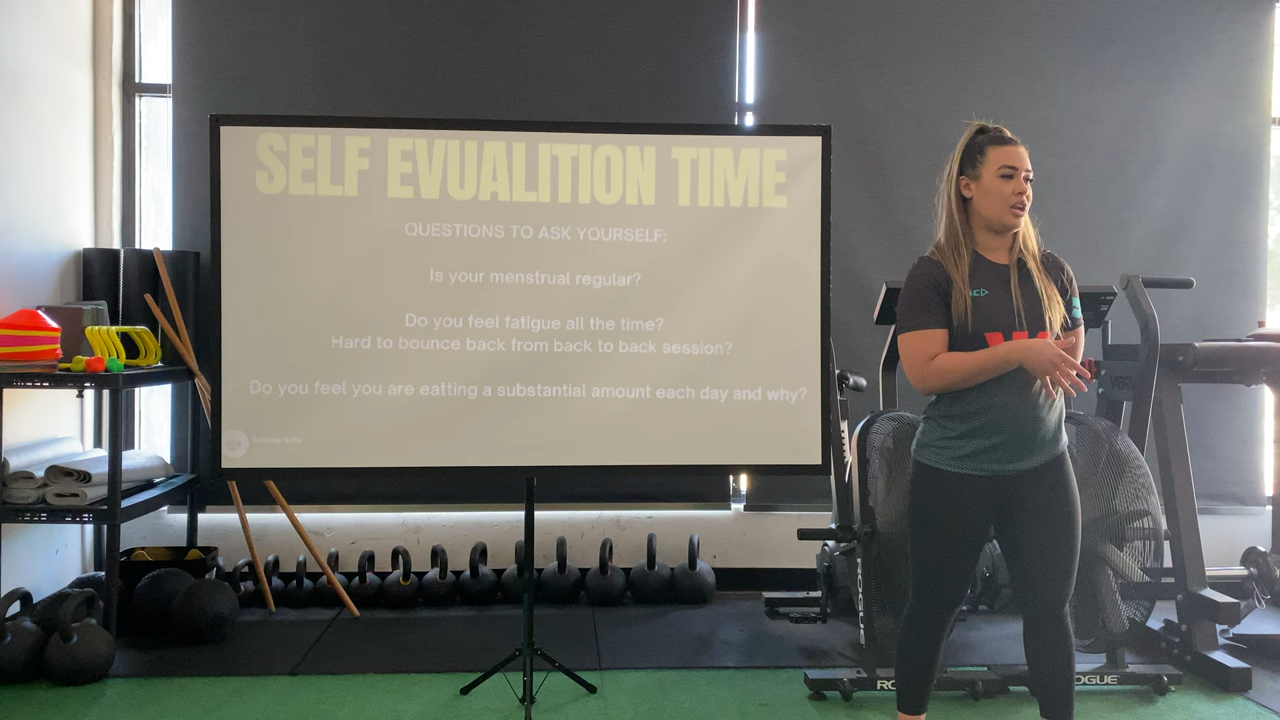 SELF EVUALITION TIME
QUESTIONS TO ASK YOURSELF:
Is your menstrual regular?
Do you feel fatigue all the time?
Hard to bounce back from back to back session?
Do you feel you are eatting a substantial amount each day and why?
ROGUE
OGUE